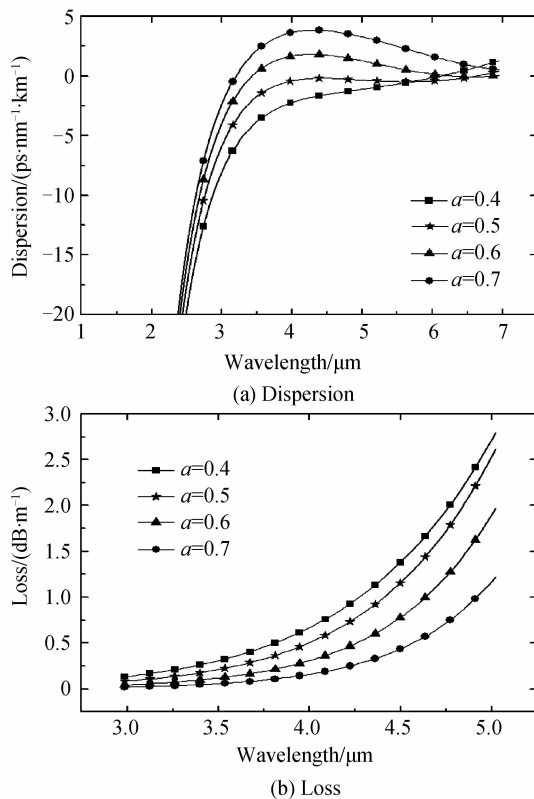 5
0
−5
−10
−15
−20
Dispersion/(ps·nm⁻¹·km⁻¹)
a=0.4
a=0.5
a=0.6
a=0.7
1 2 3 4 5 6 7
Wavelength/μm
(a) Dispersion
3.0
2.5
2.0
1.5
1.0
0.5
0
Loss/(dB·m⁻¹)
a=0.4
a=0.5
a=0.6
a=0.7
3.0 3.5 4.0 4.5 5.0
Wavelength/μm
(b) Loss